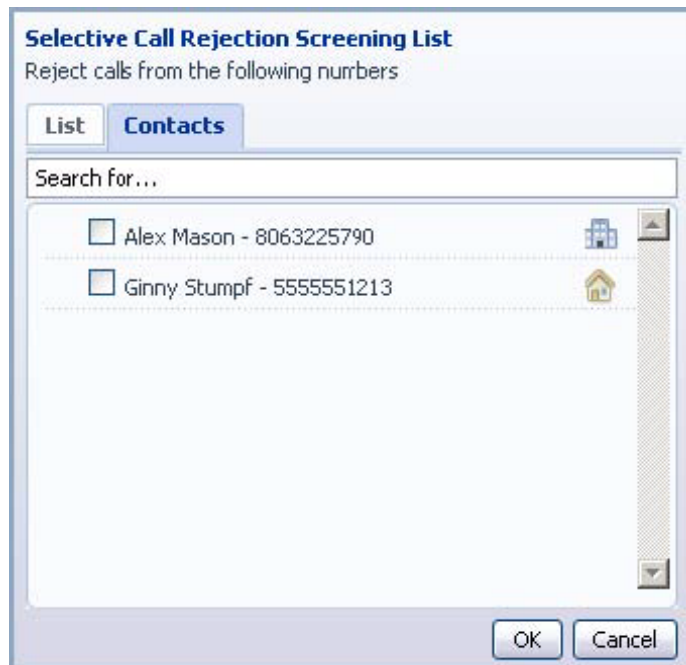 Selective Call Rejection Screening List
Reject calls from the following numbers
List
Contacts
Search for...
Alex Mason - 8063225790
Ginny Stumpf - 5555551213
OK
Cancel